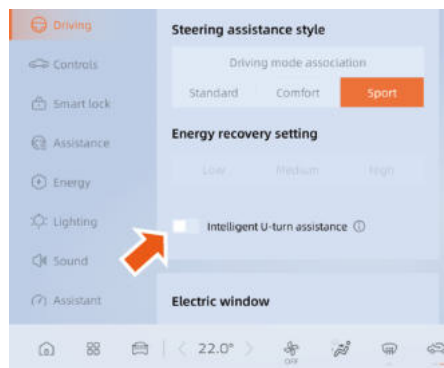 Driving
Controls
Smart lock
Assistance
Energy
Lighting
Sound
Assistant
Steering assistance style
Driving mode association
Standard Comfort Sport
Energy recovery setting
Low Medium High
Intelligent U-turn assistance
Electric window
22.0°
OFF